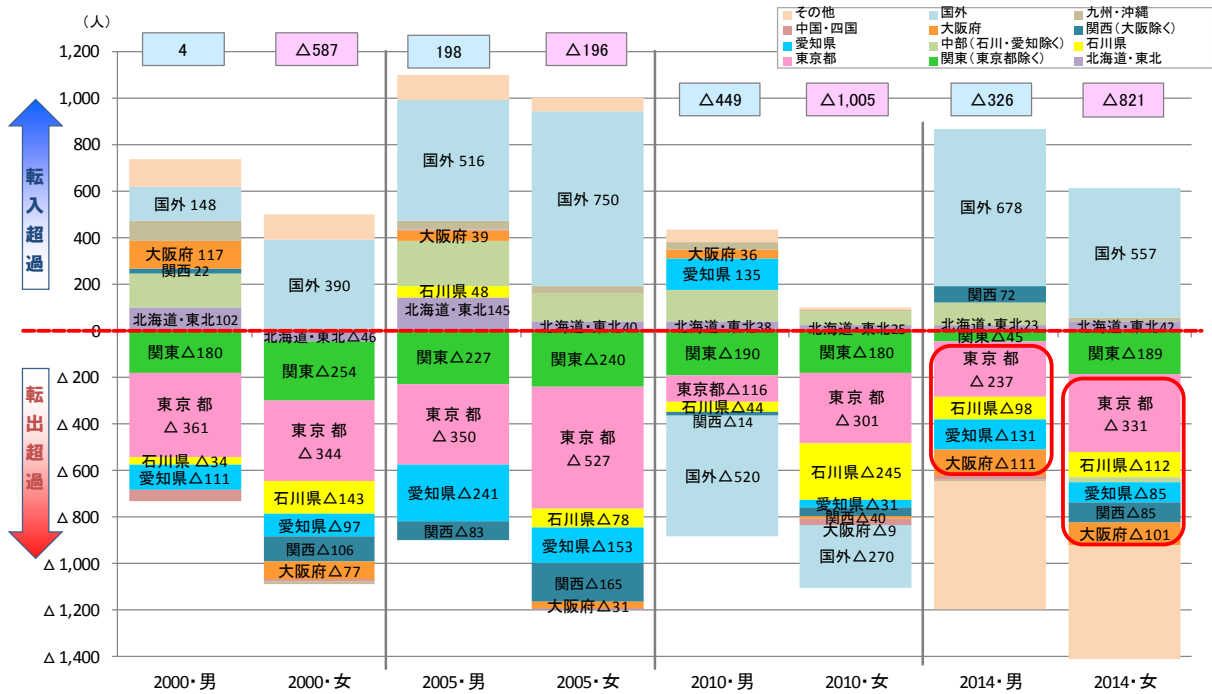 (人)
その他
国外
九州・沖縄
中国・四国
大阪府
関西（大阪除く）
愛知県
中部（石川・愛知除く）
石川県
東京都
関東（東京都除く）
北海道・東北
4
△587
198
△196
△449
△1,005
△326
△821
1,200
1,000
800
600
400
200
0
△ 200
△ 400
△ 600
△ 800
△ 1,000
△ 1,200
△ 1,400
転入超過
転出超過
国外 148
大阪府 117
関西 22
北海道・東北102
関東△180
東京都
△ 361
石川県 △34
愛知県△111
国外 390
北海道・東北△46
関東△254
東京都
△ 344
石川県△143
愛知県△97
関西△106
大阪府△77
国外 516
大阪府 39
石川県 48
北海道・東北145
関東△227
東京都
△ 350
愛知県△241
関西△83
国外 750
北海道・東北40
関東△240
東京都
△ 527
石川県△78
愛知県△153
関西△165
大阪府△31
大阪府 36
愛知県 135
北海道・東北38
関東△190
東京都△116
石川県△44
関西△14
国外△520
北海道・東北25
関東△180
東京都
△ 301
石川県△245
愛知県△31
関西△40
大阪府△9
国外△270
国外 678
関西 72
北海道・東北23
関東△45
東京都
△ 237
石川県△98
愛知県△131
大阪府△111
国外 557
北海道・東北42
関東△189
東京都
△ 331
石川県△112
愛知県△85
関西△85
大阪府△101
2000・男
2000・女
2005・男
2005・女
2010・男
2010・女
2014・男
2014・女